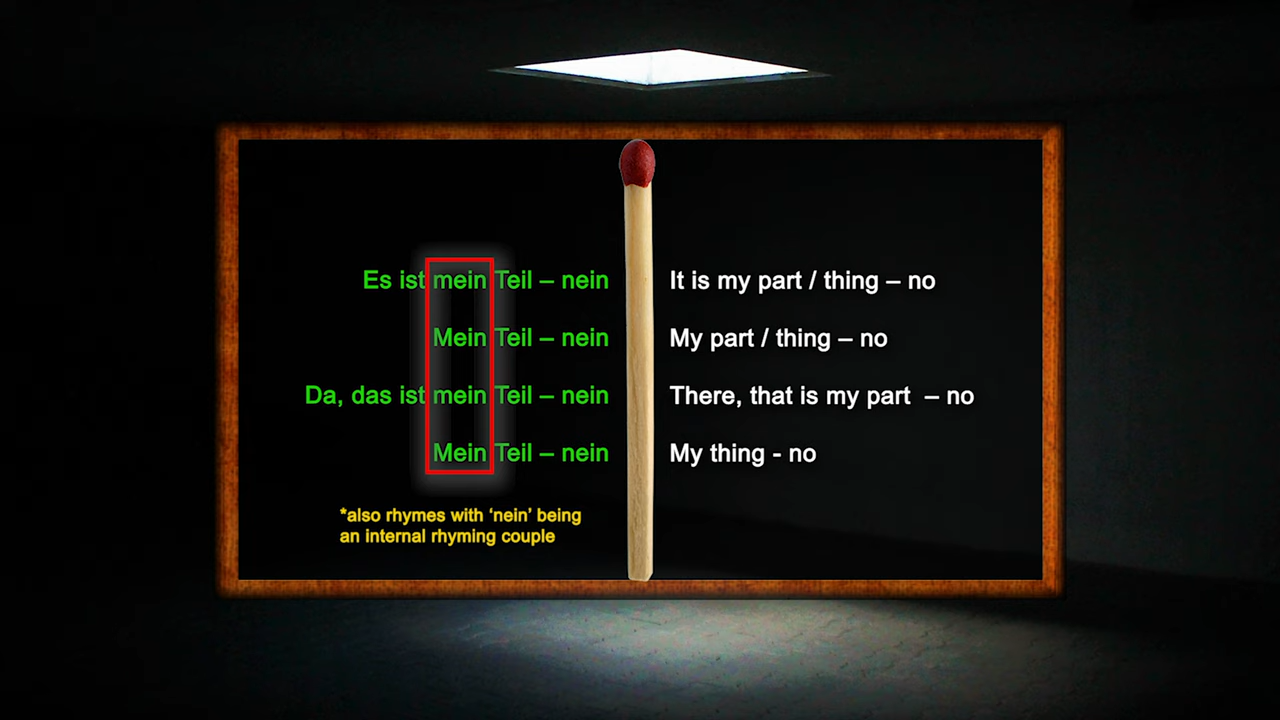 Es ist mein Teil – nein
It is my part / thing – no
Mein Teil – nein
My part / thing – no
Da, das ist mein Teil – nein
There, that is my part – no
Mein Teil – nein
My thing - no
*also rhymes with ‘nein’ being
an internal rhyming couple